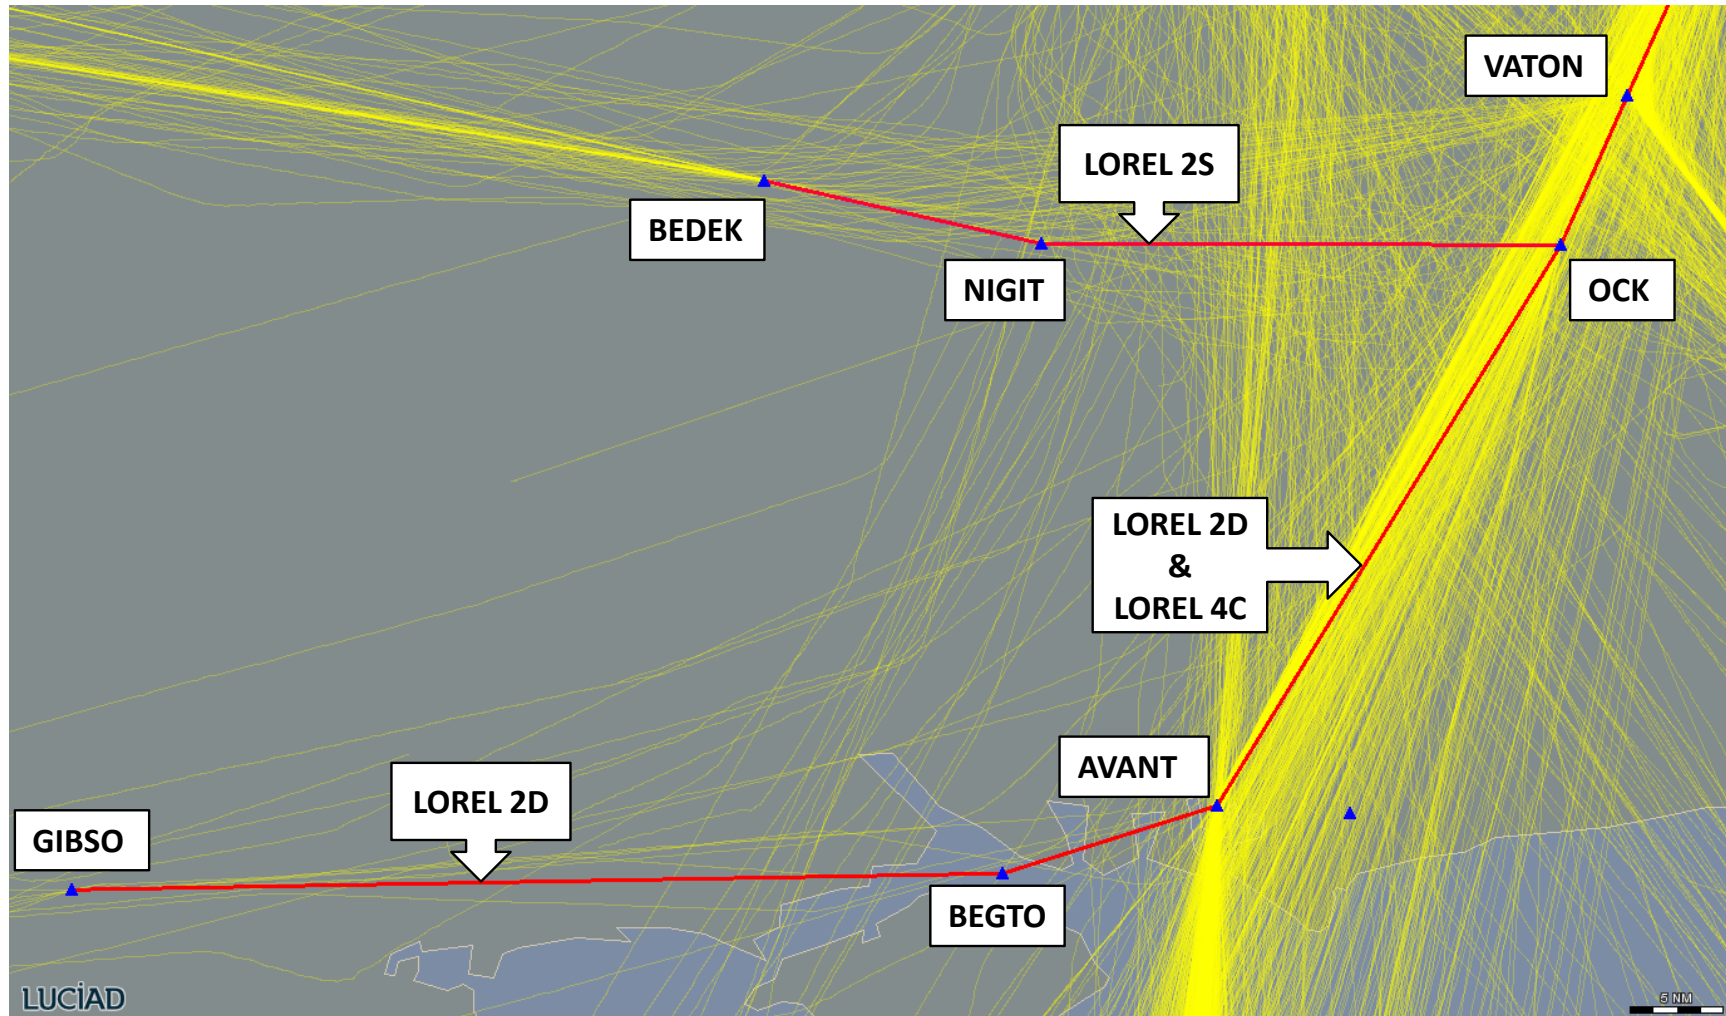 VATON
LOREL 2S
BEDEK
NIGIT
OCK
LOREL 2D
&
LOREL 4C
AVANT
LOREL 2D
GIBSO
BEGTO
LUCIAD
5 NM